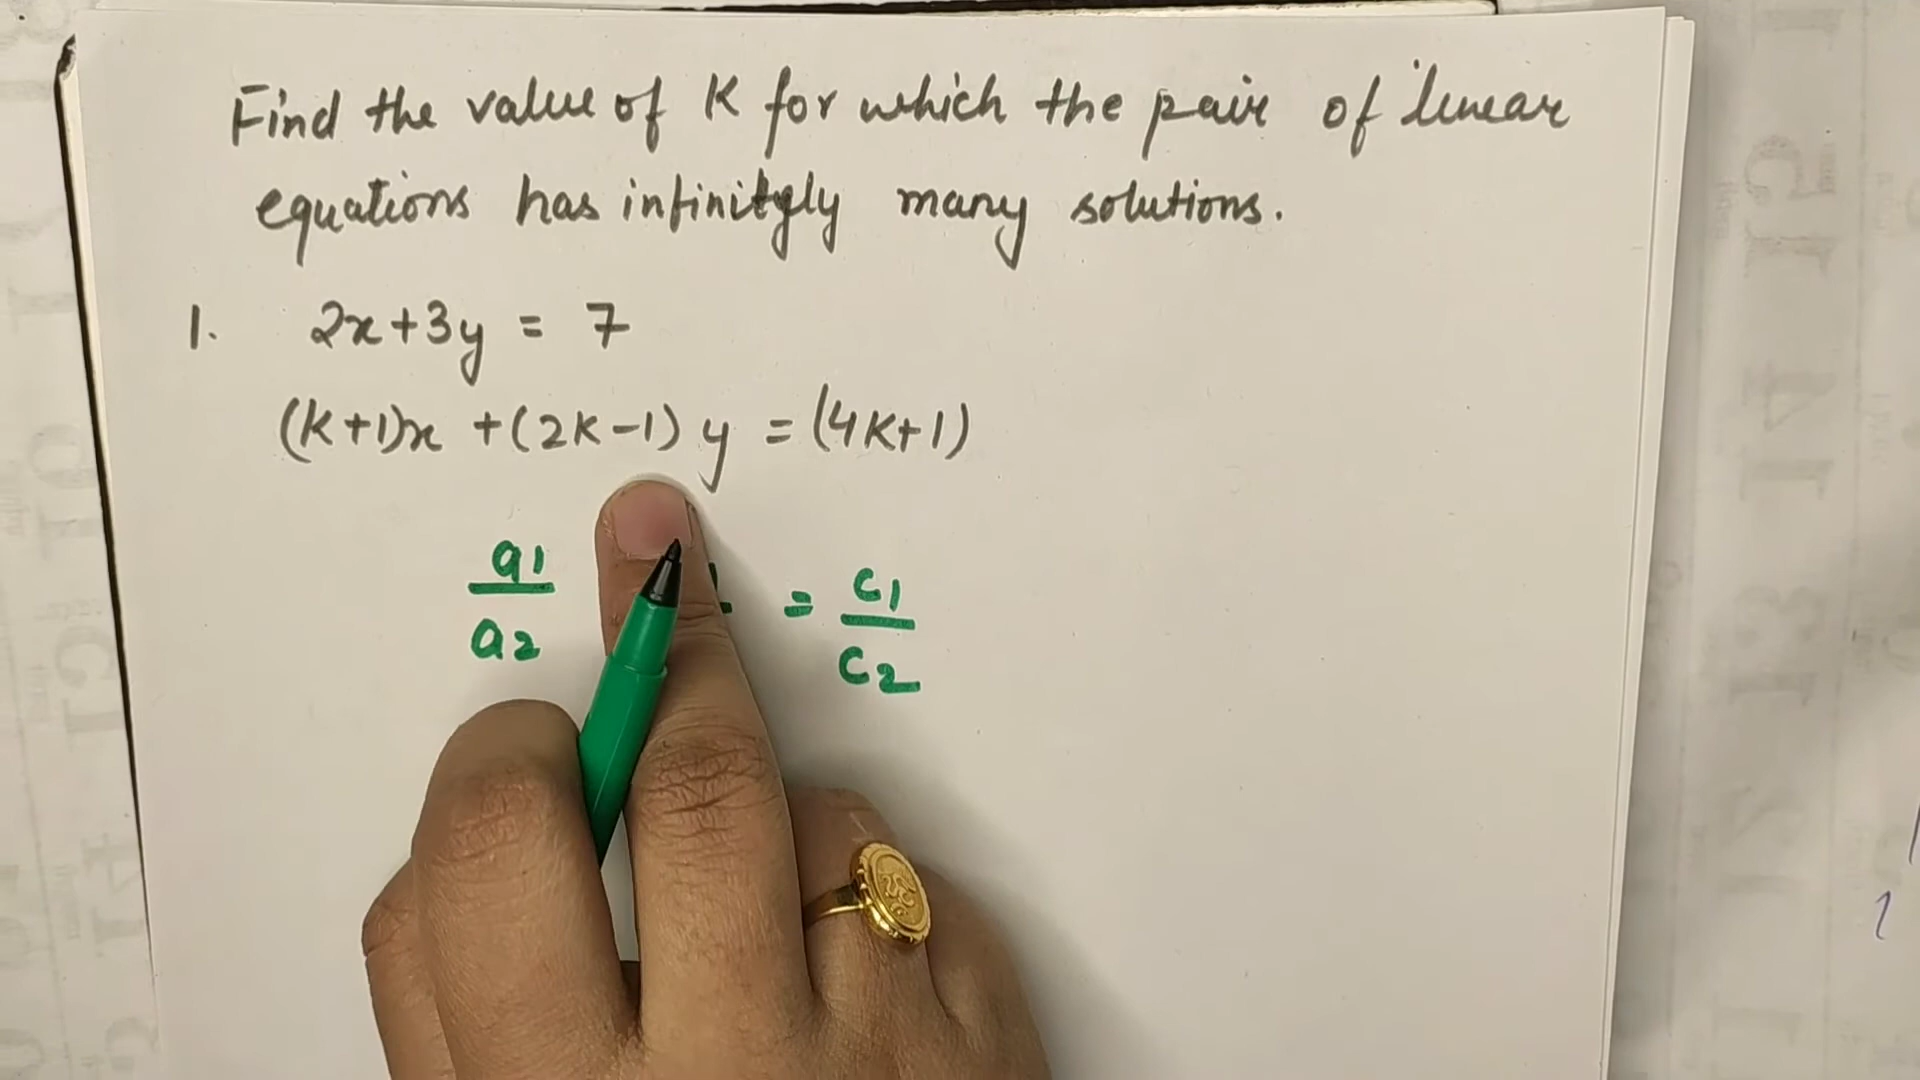 Find the value of K for which the pair of linear
equations has infinitely many solutions.
1. 2x+3y = 7
(K+1)x +(2K-1) y = (4K+1)
a1 = c1
a2 c2